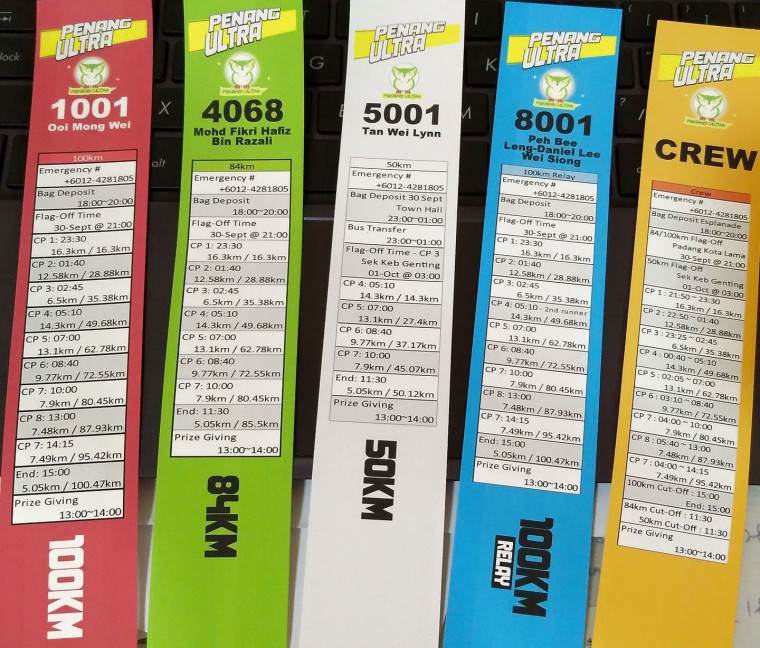 PENANG
ULTRA
PENANG ULTRA
1001
Ooi Mong Wei
100km
Emergency #
+6012-4281805
Bag Deposit
18:00~20:00
Flag-Off Time
30-Sept @ 21:00
CP 1: 23:30
16.3km / 16.3km
CP 2: 01:40
12.58km / 28.88km
CP 3: 02:45
6.5km / 35.38km
CP 4: 05:10
14.3km / 49.68km
CP 5: 07:00
13.1km / 62.78km
CP 6: 08:40
9.77km / 72.55km
CP 7: 10:00
7.9km / 80.45km
CP 8: 13:00
7.48km / 87.93km
CP 7: 14:15
7.49km / 95.42km
End: 15:00
5.05km / 100.47km
Prize Giving
13:00~14:00
100KM
PENANG
ULTRA
PENANG ULTRA
4068
Mohd Fikri Hafiz
Bin Razali
84km
Emergency #
+6012-4281805
Bag Deposit
18:00~20:00
Flag-Off Time
30-Sept @ 21:00
CP 1: 23:30
16.3km / 16.3km
CP 2: 01:40
12.58km / 28.88km
CP 3: 02:45
6.5km / 35.38km
CP 4: 05:10
14.3km / 49.68km
CP 5: 07:00
13.1km / 62.78km
CP 6: 08:40
9.77km / 72.55km
CP 7: 10:00
7.9km / 80.45km
End: 11:30
5.05km / 85.5km
Prize Giving
13:00~14:00
84KM
PENANG
ULTRA
PENANG ULTRA
5001
Tan Wei Lynn
50km
Emergency #
+6012-4281805
Bag Deposit 30 Sept
Town Hall
23:00~01:00
Bus Transfer
23:00~01:00
Flag-Off Time - CP 3
Sek Keb Genting
01-Oct @ 03:00
CP 4: 05:10
14.3km / 14.3km
CP 5: 07:00
13.1km / 27.4km
CP 6: 08:40
9.77km / 37.17km
CP 7: 10:00
7.9km / 45.07km
End: 11:30
5.05km / 50.12km
Prize Giving
13:00~14:00
50KM
PENANG
ULTRA
PENANG ULTRA
8001
Peh Bee
Leng-Daniel Lee
Wei Siong
100km Relay
Emergency #
+6012-4281805
Bag Deposit
18:00~20:00
Flag-Off Time
30-Sept @ 21:00
CP 1: 23:30
16.3km / 16.3km
CP 2: 01:40
12.58km / 28.88km
CP 3: 02:45
6.5km / 35.38km
CP 4: 05:10 - 2nd runner
14.3km / 49.68km
CP 5: 07:00
13.1km / 62.78km
CP 6: 08:40
9.77km / 72.55km
CP 7: 10:00
7.9km / 80.45km
CP 8: 13:00
7.48km / 87.93km
CP 7: 14:15
7.49km / 95.42km
End: 15:00
5.05km / 100.47km
Prize Giving
13:00~14:00
100KM
RELAY
PENANG
ULTRA
PENANG ULTRA
CREW
Crew
Emergency #
+6012-4281805
Bag Deposit Esplanade
18:00~20:00
84/100km Flag-Off
Padang Kota Lama
30-Sept @ 21:00
50km Flag-Off
Sek Keb Genting
01-Oct @ 03:00
CP 1 : 21:50 ~ 23:30
16.3km / 16.3km
CP 2 : 22:50 ~ 01:40
12.58km / 28.88km
CP 3 : 23:25 ~ 02:45
6.5km / 35.38km
CP 4 : 00:40 ~ 05:10
14.3km / 49.68km
CP 5 : 02:05 ~ 07:00
13.1km / 62.78km
CP 6 : 03:10 ~ 08:40
9.77km / 72.55km
CP 7 : 04:00 ~ 10:00
7.9km / 80.45km
CP 8 : 05:40 ~ 13:00
7.48km / 87.93km
CP 7 : 04:00 ~ 14:15
7.49km / 95.42km
100km Cut-Off : 15:00
End: 15:00
84km Cut-Off : 11:30
50km Cut-Off : 11:30
Prize Giving
13:00~14:00
lock
alt
X
G
K
M